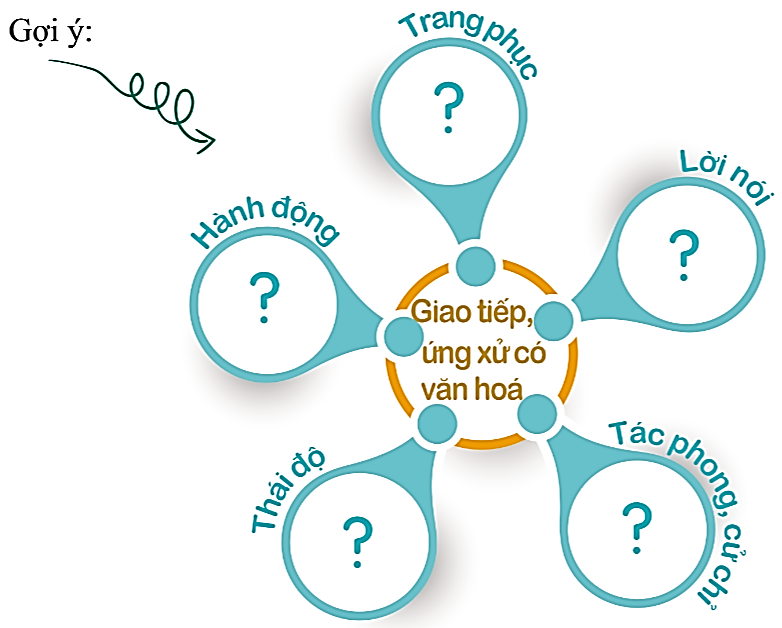 Gợi ý:
Trang phục
?
Lời nói
?
Hành động
?
Giao tiếp,
ứng xử có
văn hoá
Thái độ
?
Tác phong, cử chỉ
?